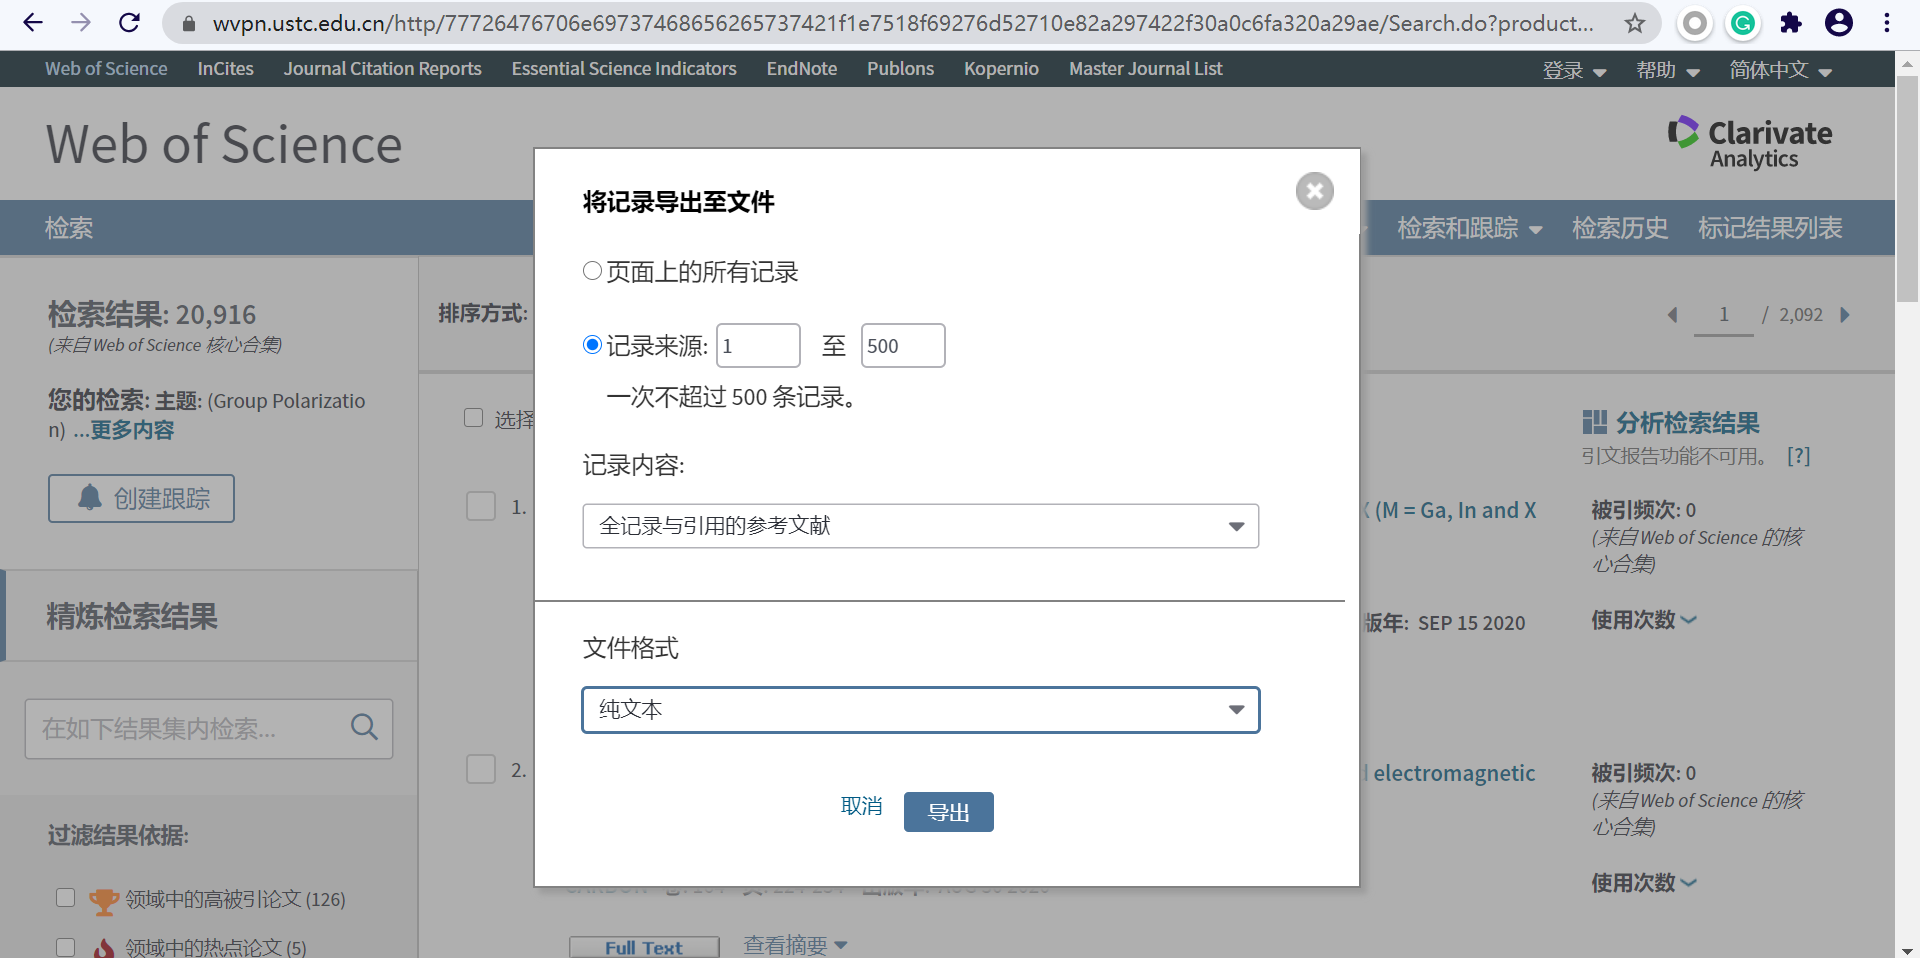 wvpn.ustc.edu.cn/http/77726476706e69737468656265737421f1e7518f69276d52710e82a297422f30a0c6fa320a29ae/Search.do?product...
Web of Science InCites Journal Citation Reports Essential Science Indicators EndNote Publons Kopernio Master Journal List 登录 帮助 简体中文
Web of Science
Clarivate
Analytics
检索 检索和跟踪 检索历史 标记结果列表
将记录导出至文件
页面上的所有记录
记录来源: 1 至 500
一次不超过 500 条记录。
记录内容:
全记录与引用的参考文献
文件格式
纯文本
取消 导出
检索结果: 20,916
(来自 Web of Science 核心合集)
您的检索: 主题: (Group Polarizatio
n) ...更多内容
创建跟踪
精炼检索结果
在如下结果集内检索...
过滤结果依据:
领域中的高被引论文 (126)
领域中的热点论文 (5)
排序方式:
1 / 2,092
选择
1.
(M = Ga, In and X
版年: SEP 15 2020
2.
electromagnetic
Full Text 查看摘要
分析检索结果
引文报告功能不可用。 [?]
被引频次: 0
(来自 Web of Science 的核
心合集)
使用次数
被引频次: 0
(来自 Web of Science 的核
心合集)
使用次数